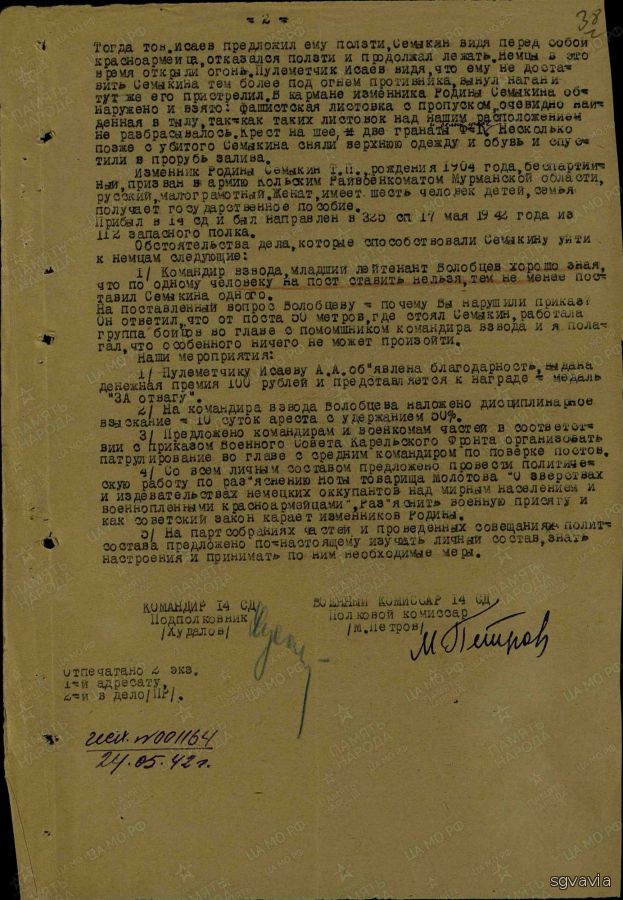 = 2 =
38
Тогда тов.Исаев предложил ему ползти,Семыкин видя перед собой
красноармейца,отказался ползти и продолжал лежать.Немцы в это
время открыли огонь.Пулеметчик Исаев видя,что ему не доста-
вить Семыкина тем более под огнем противника,вынул наган и
тут же его пристрелил.В кармане изменника Родины Семыкина об-
наружено и взято: фашистская листовка с пропуском,очевидно най-
денная в тылу,так-как таких листовок над нашим расположением
не разбрасывалось.Крест на шее, две гранаты Ф-1. Несколько
позже с убитого Семыкина сняли верхнюю одежду и обувь и спус-
тили в прорубь залива.
Изменник Родины Семыкин Т.П.,рождения 1904 года,беспартий-
ный,призван в армию Кольским Райвоенкоматом Мурманской области,
русский,малограмотный.Женат,имеет шесть человек детей,семья
получает государственное пособие.
Прибыл в 14 сд и был направлен в 325 сп 17 мая 1942 года из
112 запасного полка.
Обстоятельства дела,которые способствовали Семыкину уйти
к немцам следующие:
1/ Командир взвода,младший лейтенант Волобцев хорошо зная,
что по одному человеку на пост ставить нельзя,тем не менее пос-
тавил Семыкина одного.
На поставленный вопрос Волобцеву = почему Вы нарушили приказ?
Он ответил,что от поста 50 метров,где стоял Семыкин,работала
группа бойцов во главе с помомшником командира взвода и я пола-
гал,что особенного ничего не может произойти.
Наши мероприятия:
1/ Пулеметчику Исаеву А.А.об"явлена благодарность,выдана
денежная премия 100 рублей и представляется к награде = медаль
"ЗА отвагу".
2/ На командира взвода Волобцева наложено дисциплинарное
взыскание = 10 суток ареста с удержанием 50%.
3/ Предложено командирам и военкомам частей в соответст-
вии с приказом Военного Совета Карельского Фронта организовать
патрулирование во главе с средним командиром по поверке постов.
4/ Со всем личным составом предложено провести политиче-
скую работу по раз"яснению ноты товарища Молотова "О зверствах
и издевательствах немецких оккупантов над мирным населением и
военнопленными красноармейцами",Раз"яснить военную присягу и
как советский закон карает изменников Родины.
5/ На партсобраниях частей и проведенных совещаниях полит-
состава предложено по=настоящему изучать личный состав,знать
настроения и принимать по ним необходимые меры.
КОМАНДИР 14 СД ВОЕННЫЙ КОМИССАР 14 СД
Подполковник Полковой комиссар
/Худалов/ /М.Петров/
М Петров
Отпечатано 2 экз.
1=й адресату,
2=й в дело/ПР/.
исх. №001164
24.05.42г.
ПАМЯТЬ НАРОДА
ЦА МО.РФ
sgvavia